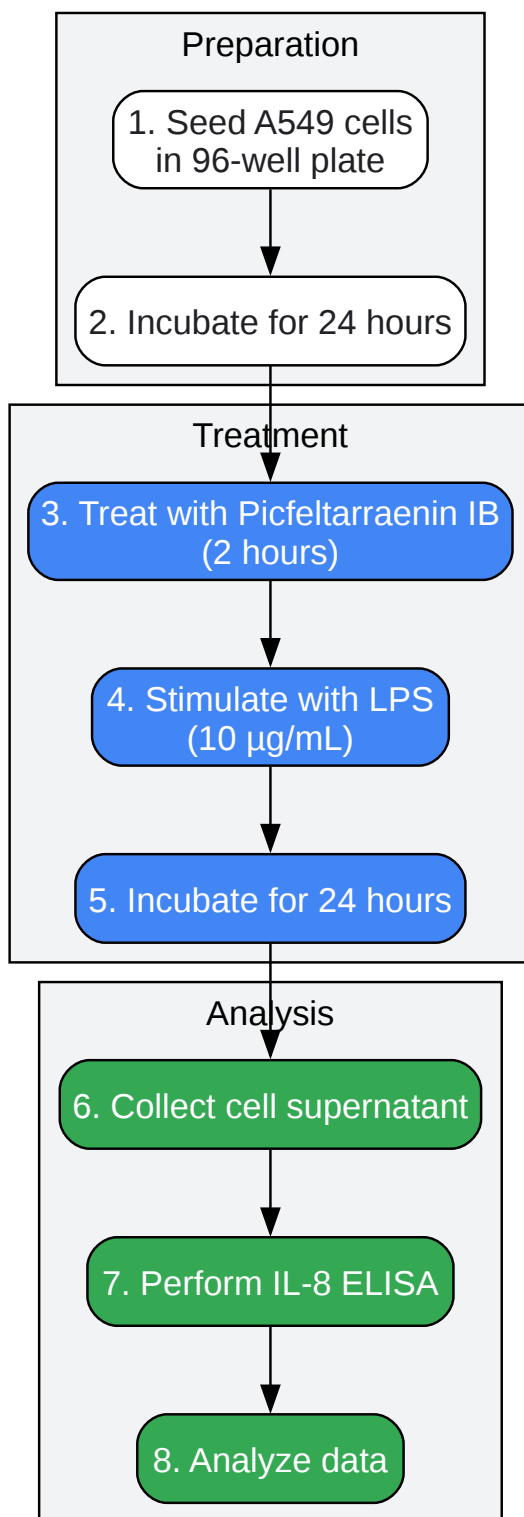 Preparation
1. Seed A549 cells
in 96-well plate
2. Incubate for 24 hours
Treatment
3. Treat with Picfeltarraenin IB
(2 hours)
4. Stimulate with LPS
(10 µg/mL)
5. Incubate for 24 hours
Analysis
6. Collect cell supernatant
7. Perform IL-8 ELISA
8. Analyze data